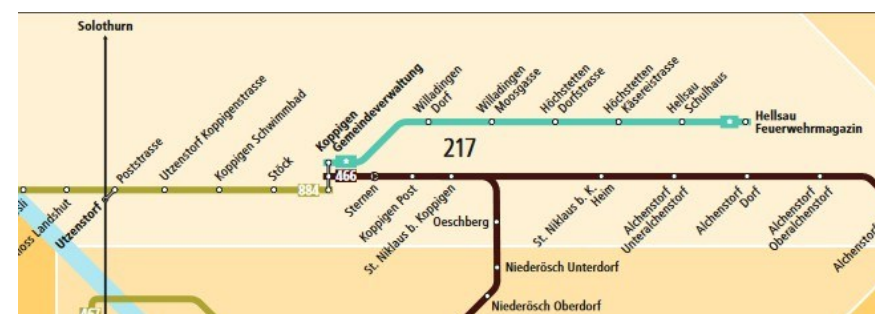 Solothurn
Poststrasse
Utzenstorf Koppigenstrasse
Koppigen Schwimmbad
Stöck
Koppigen
Gemeindeverwaltung
Willadingen
Dorf
Willadingen
Moosgasse
Höchstetten
Dorfstrasse
Höchstetten
Käsereistrasse
Hellsau
Schulhaus
Hellsau
Feuerwehrmagazin
217
466
884
Landshut
Utzenstorf
Sternen
Koppigen Post
St. Niklaus b. Koppigen
Oeschberg
St. Niklaus b. K.
Heim
Alchenstorf
Unteralchenstorf
Alchenstorf
Dorf
Alchenstorf
Oberalchenstorf
Alchenstorf
Niederösch Unterdorf
Niederösch Oberdorf